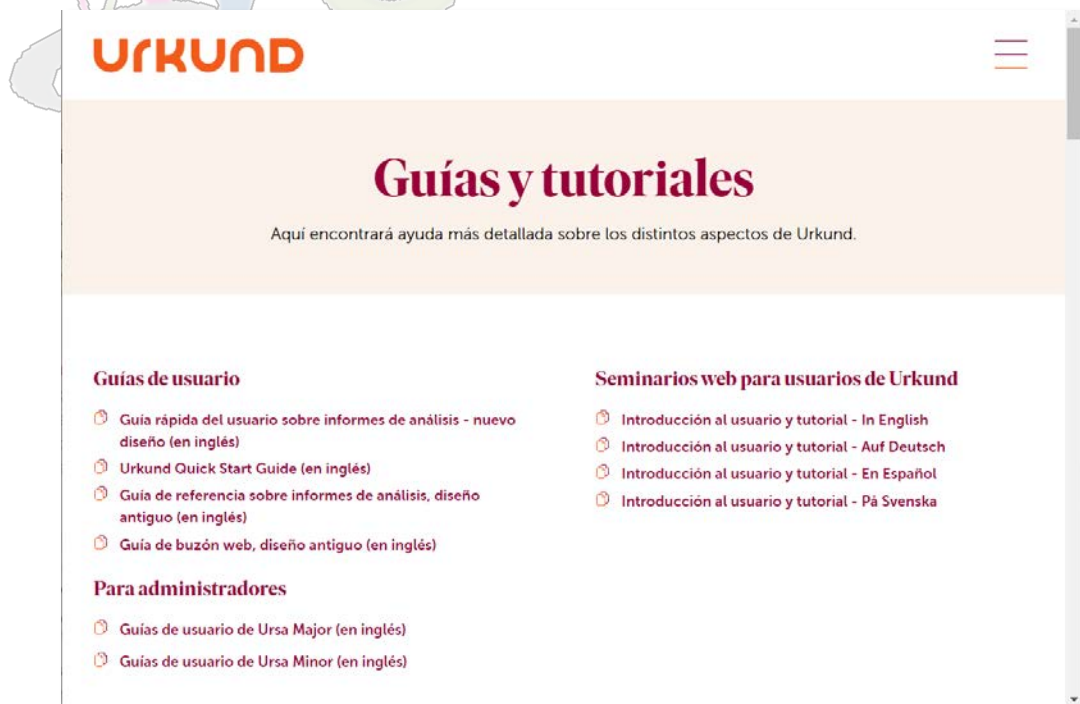 urkund
Guías y tutoriales
Aquí encontrará ayuda más detallada sobre los distintos aspectos de Urkund.
Guías de usuario
Guía rápida del usuario sobre informes de análisis - nuevo
diseño (en inglés)
Urkund Quick Start Guide (en inglés)
Guía de referencia sobre informes de análisis, diseño
antiguo (en inglés)
Guía de buzón web, diseño antiguo (en inglés)
Para administradores
Guías de usuario de Ursa Major (en inglés)
Guías de usuario de Ursa Minor (en inglés)
Seminarios web para usuarios de Urkund
Introducción al usuario y tutorial - In English
Introducción al usuario y tutorial - Auf Deutsch
Introducción al usuario y tutorial - En Español
Introducción al usuario y tutorial - På Svenska